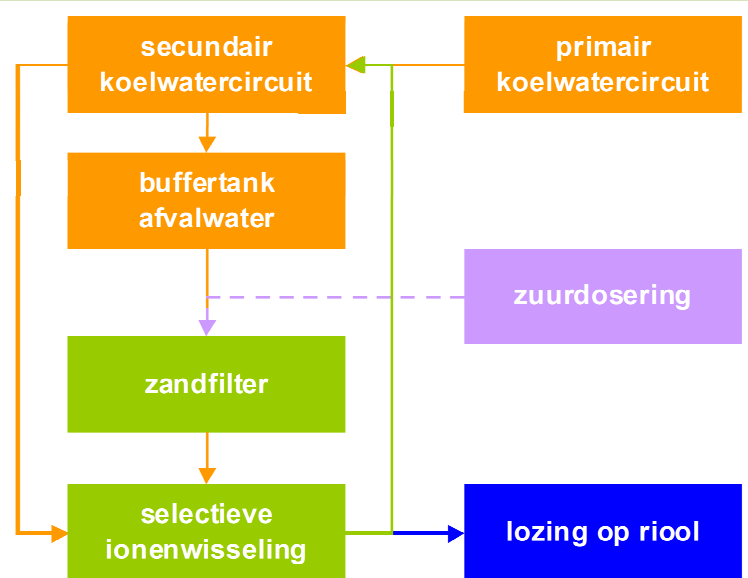 secundair
koelwatercircuit
primair
koelwatercircuit
buffertank
afvalwater
zuurdosering
zandfilter
selectieve
ionenwisseling
lozing op riool